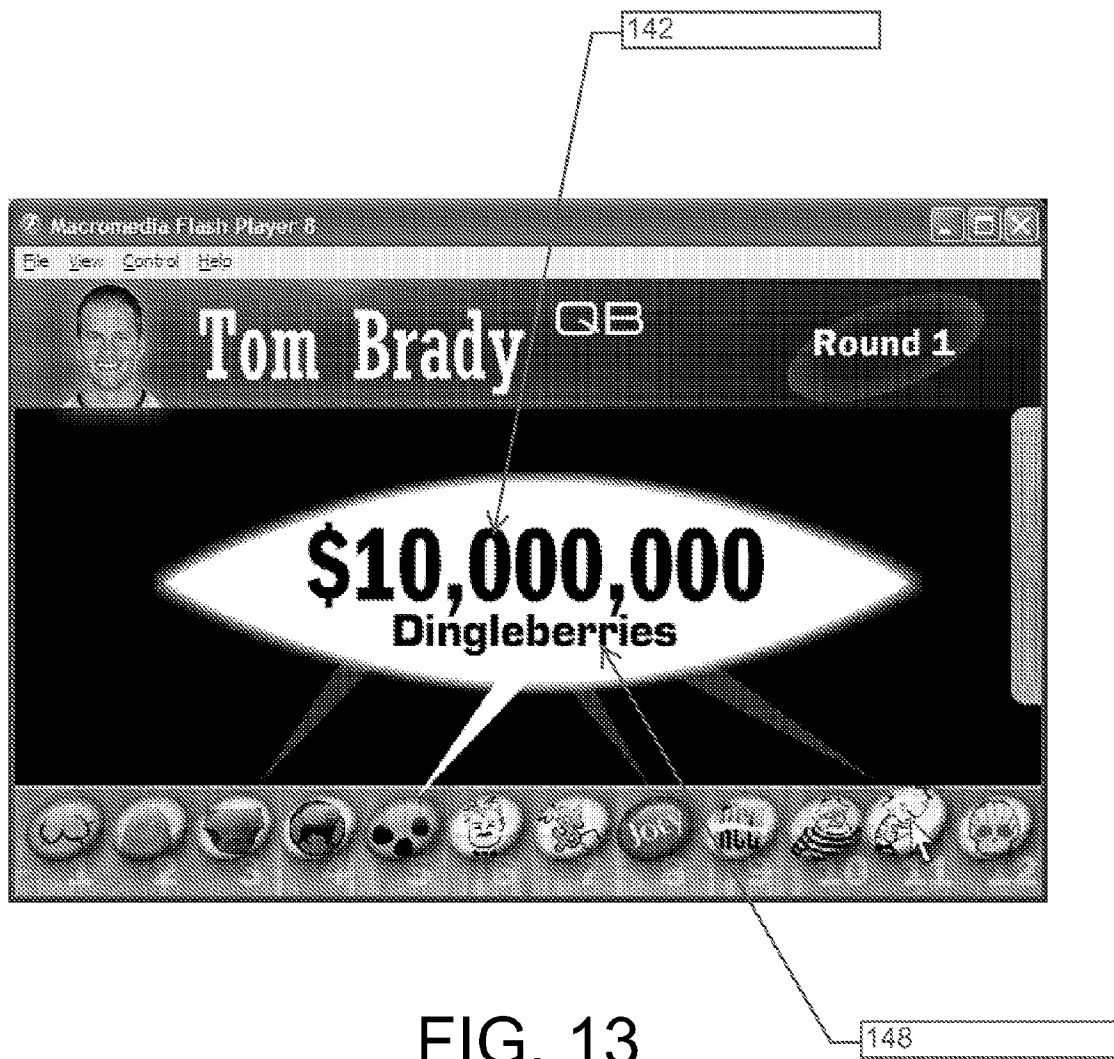 142
Macromedia Flash Player 8
File View Control Help
Tom Brady QB
Round 1
$10,000,000
Dingleberries
FIG. 13
148